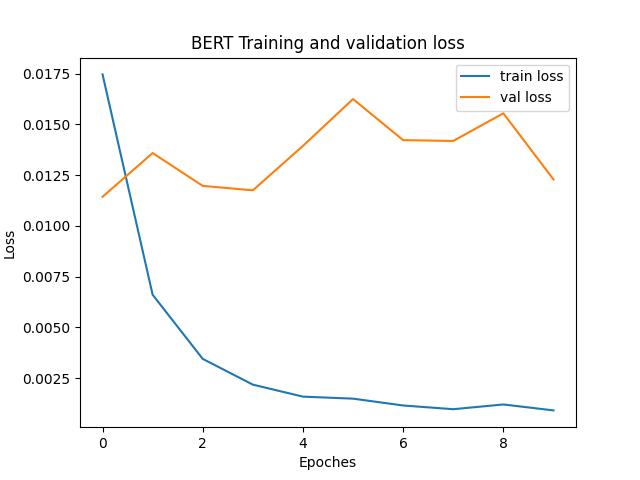 BERT Training and validation loss
train loss
val loss
0.0175
0.0150
0.0125
0.0100
0.0075
0.0050
0.0025
Loss
0
2
4
6
8
Epoches